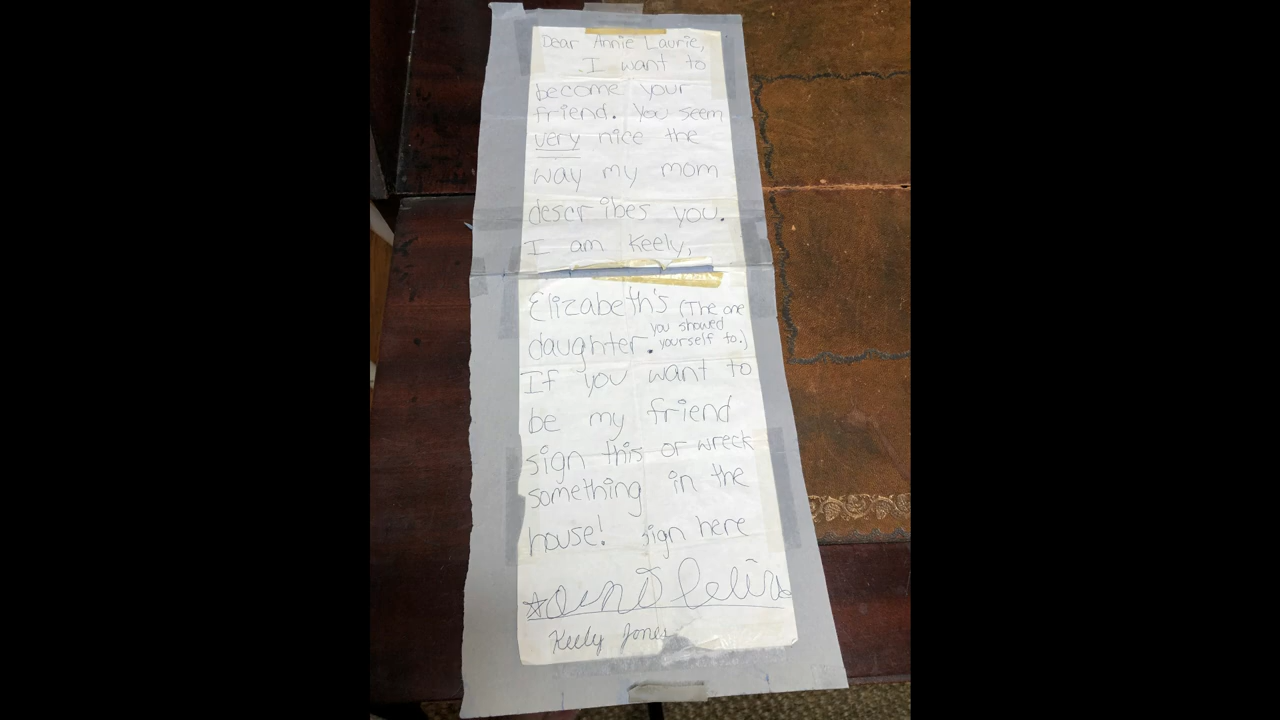 Dear Annie Laurie,
I want to
become your
friend. You seem
very nice the
way my mom
describes you.
I am Keely,
Elizabeth's (The one
you showed
daughter. yourself to.)
If you want to
be my friend
sign this or wreck
something in the
house! sign here
Keely Jones